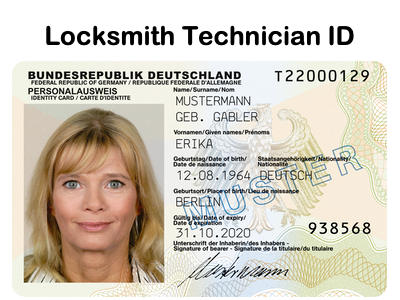 Locksmith Technician ID
BUNDESREPUBLIK DEUTSCHLAND
T22000129
FEDERAL REPUBLIC OF GERMANY / REPUBLIQUE FEDERALE D'ALLEMAGNE
PERSONALAUSWEIS
IDENTITY CARD / CARTE D'IDENTITE
Name/Surname/Nom
MUSTERMANN
GEB. GABLER
Vornamen/Given names/Prénoms
ERIKA
Geburtstag/Date of birth/
Date de naissance
Staatsangehörigkeit/Nationality/
Nationalité
12.08.1964 DEUTSCH
Geburtsort/Place of birth/Lieu de naissance
BERLIN
Gültig bis/Date of expiry/
Date d'expiration
31.10.2020
938568
Unterschrift der Inhaberin/des Inhabers -
Signature of bearer - Signature de la titulaire/du titulaire
Mustermann
MUSTER